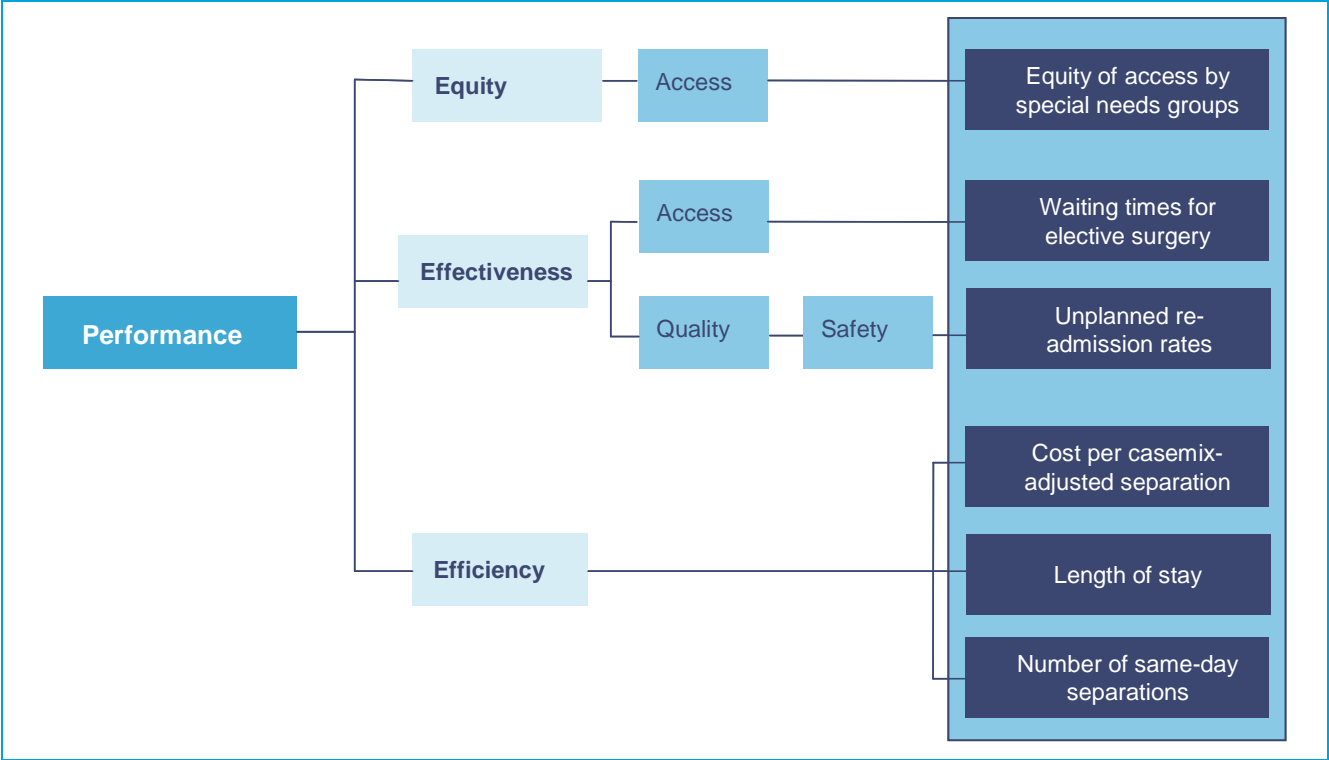 Equity
Access
Equity of access by
special needs groups
Access
Waiting times for
elective surgery
Effectiveness
Performance
Quality
Safety
Unplanned re-
admission rates
Cost per casemix-
adjusted separation
Efficiency
Length of stay
Number of same-day
separations